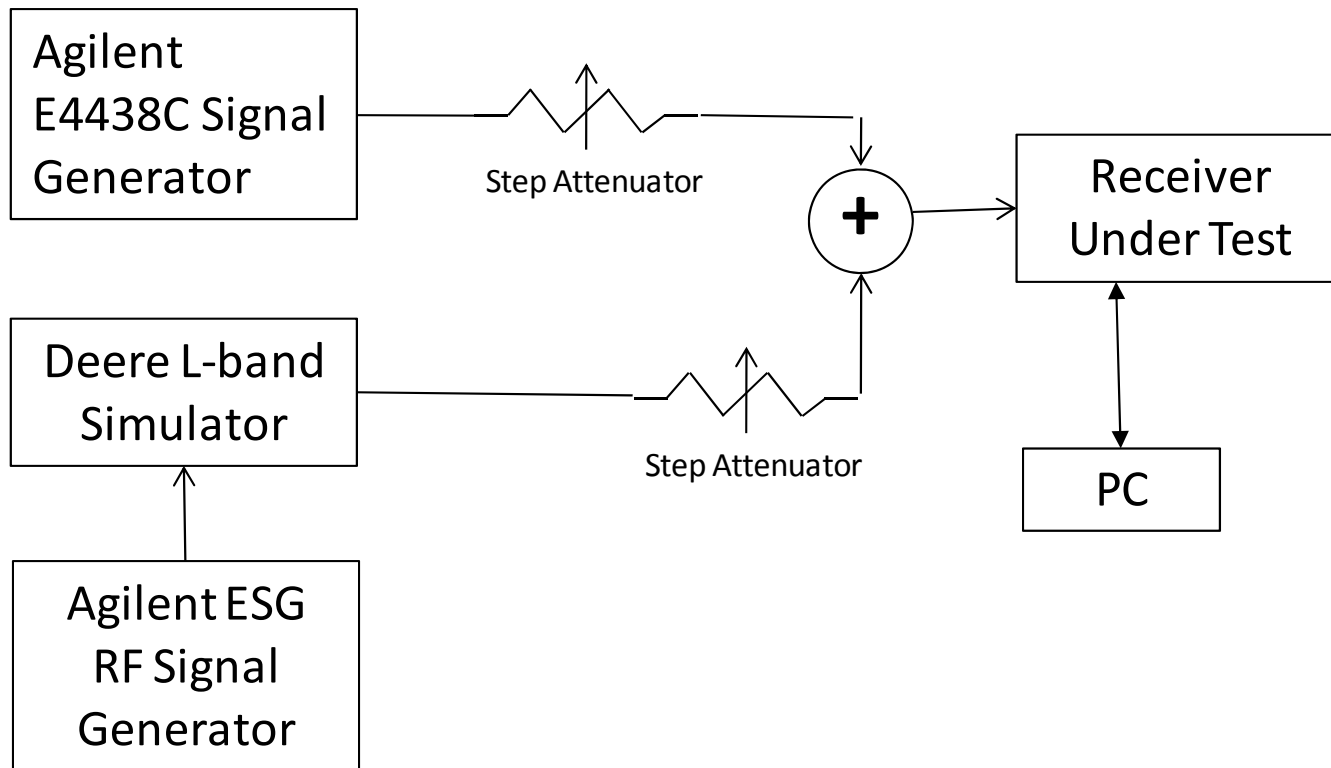 Agilent
E4438C Signal
Generator
Step Attenuator
+
Receiver
Under Test
Deere L-band
Simulator
Step Attenuator
PC
Agilent ESG
RF Signal
Generator